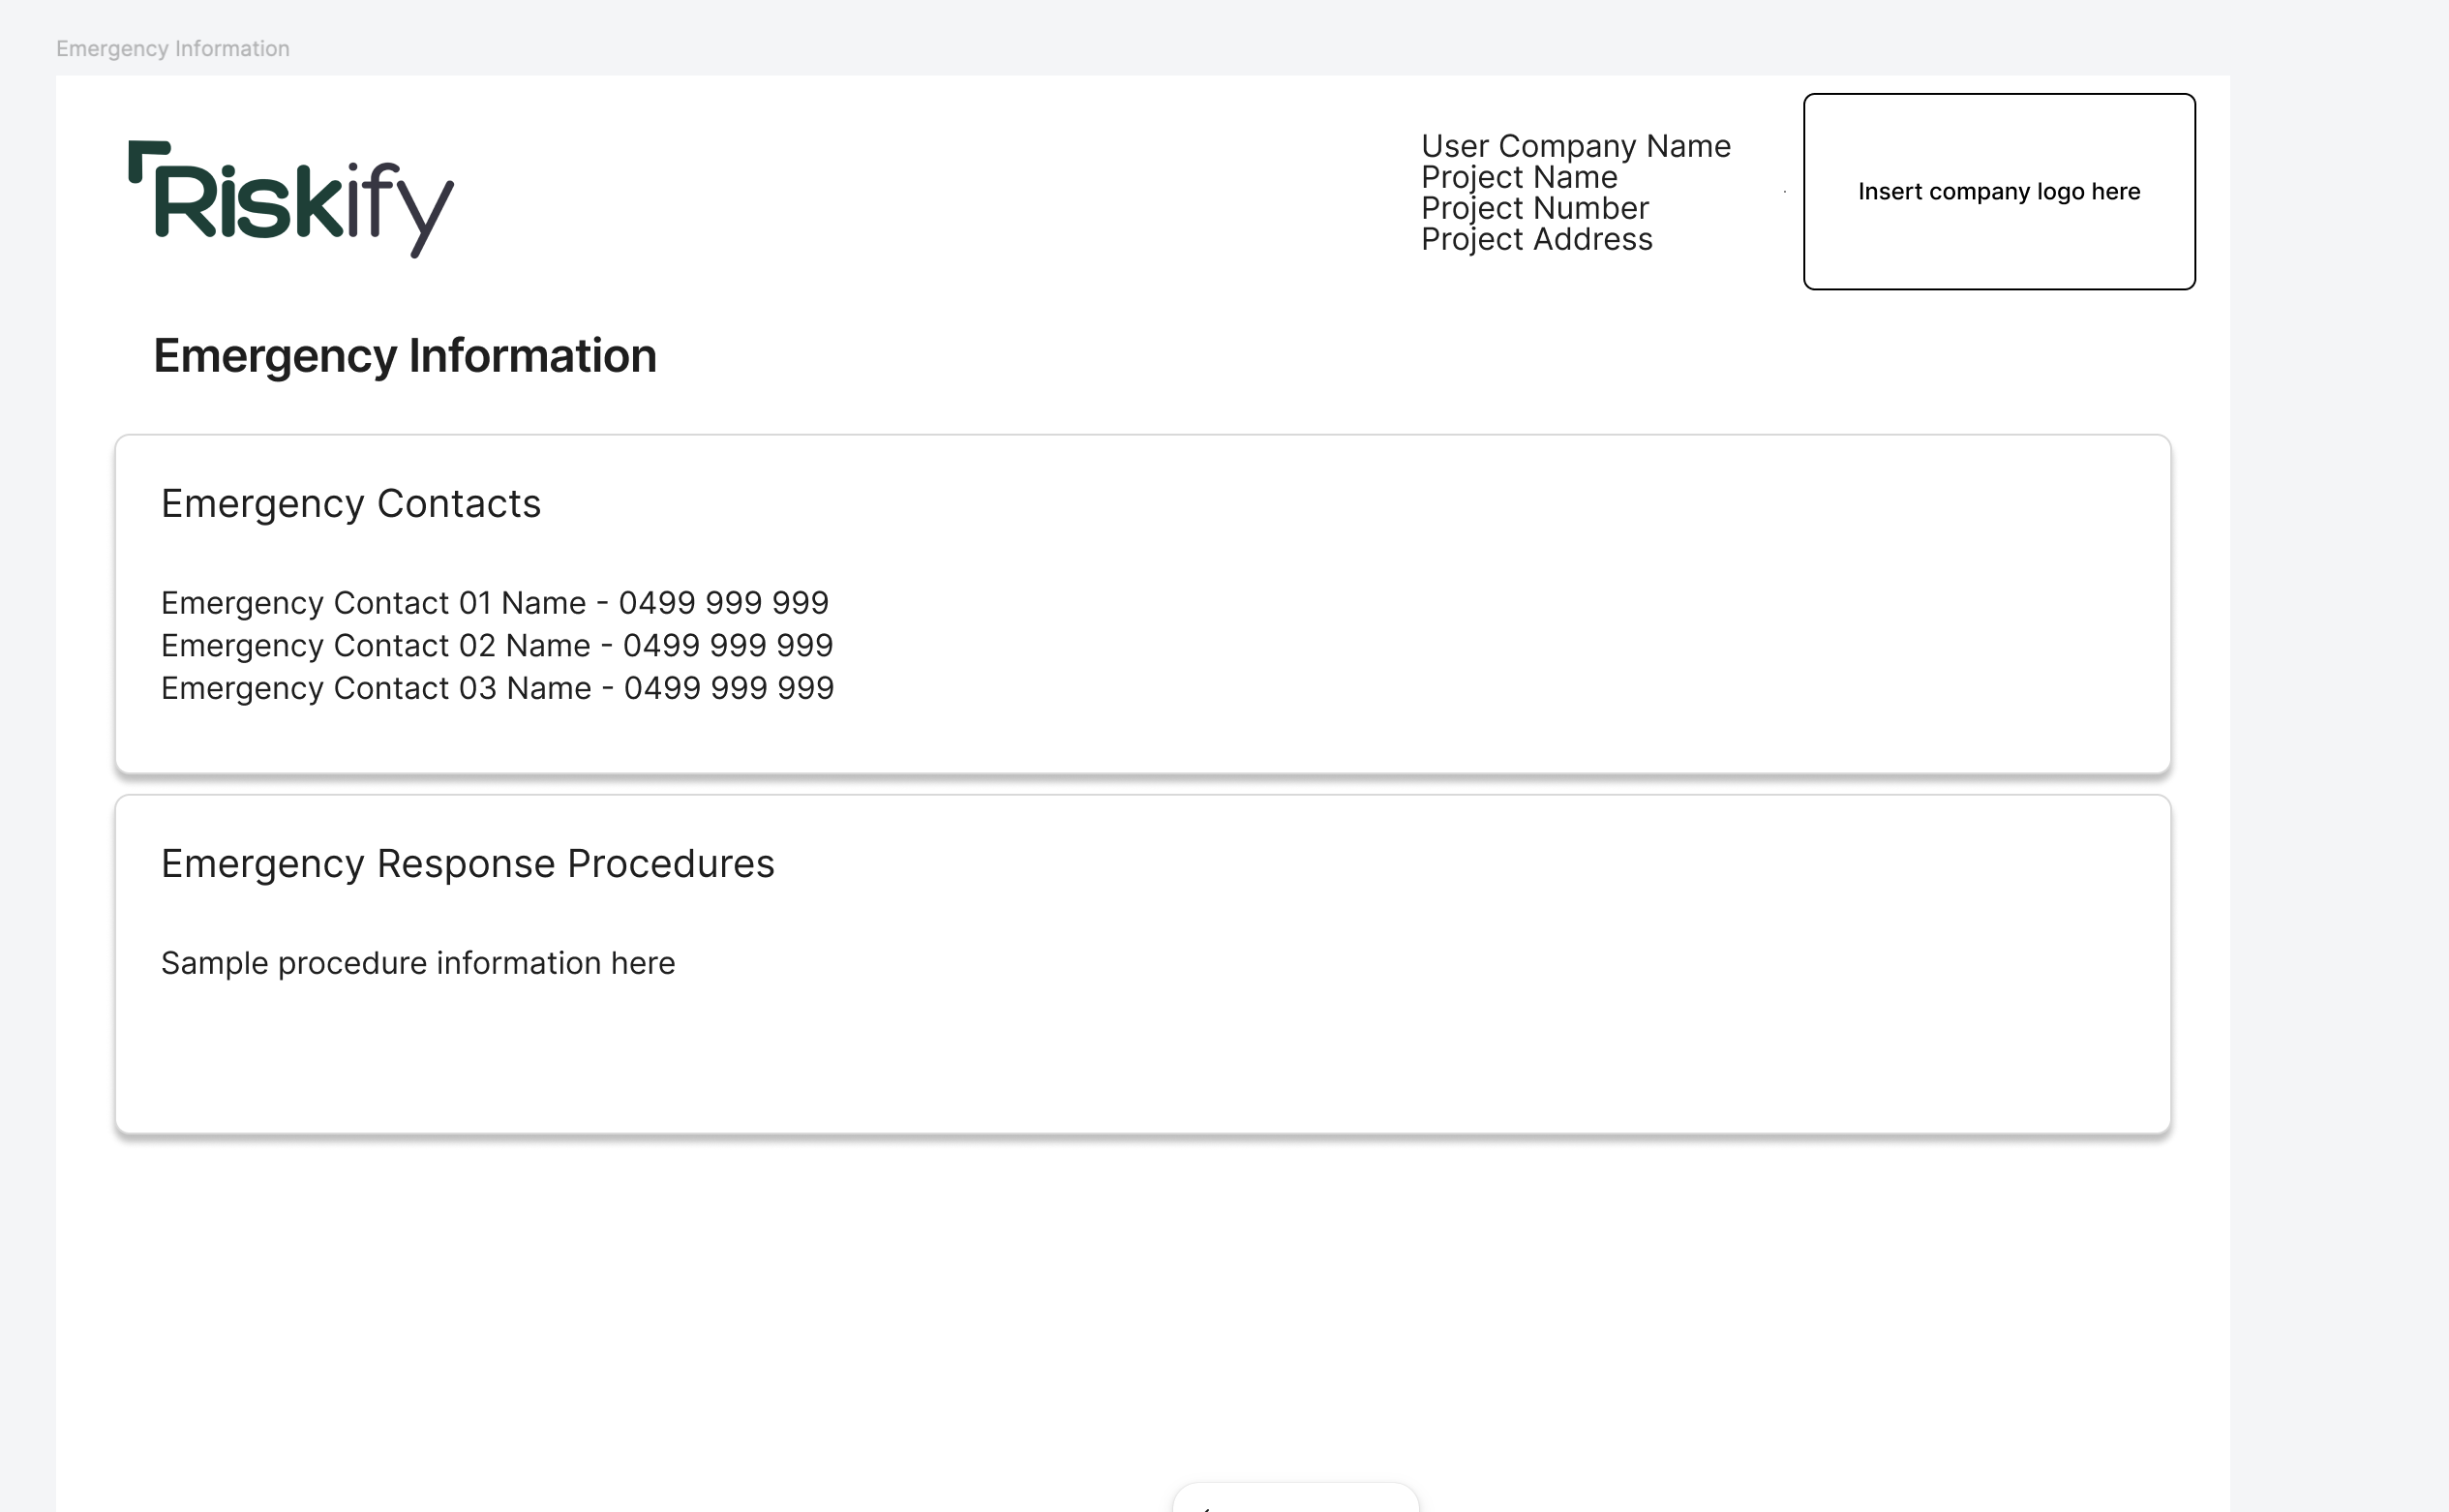 Emergency Information
Riskify
User Company Name
Project Name
Project Number
Project Address
Insert company logo here
Emergency Information
Emergency Contacts
Emergency Contact 01 Name - 0499 999 999
Emergency Contact 02 Name - 0499 999 999
Emergency Contact 03 Name - 0499 999 999
Emergency Response Procedures
Sample procedure information here